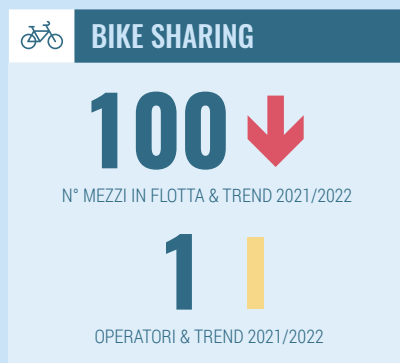 BIKE SHARING
100
N° MEZZI IN FLOTTA & TREND 2021/2022
1
OPERATORI & TREND 2021/2022